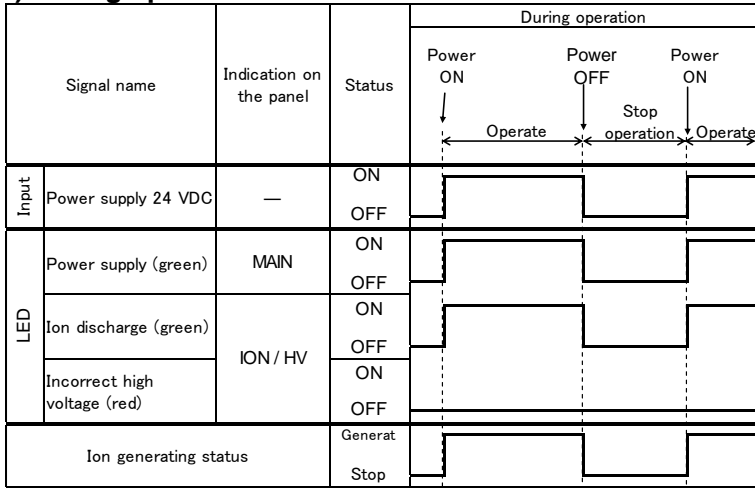 During operation
Signal name
Indication on
the panel
Status
Power
ON
Power
OFF
Power
ON
Operate
Stop
operation
Operate
Input
Power supply 24 VDC
—
ON
OFF
LED
Power supply (green)
MAIN
ON
OFF
Ion discharge (green)
ION / HV
ON
OFF
Incorrect high
voltage (red)
ON
OFF
Ion generating status
Generat
Stop